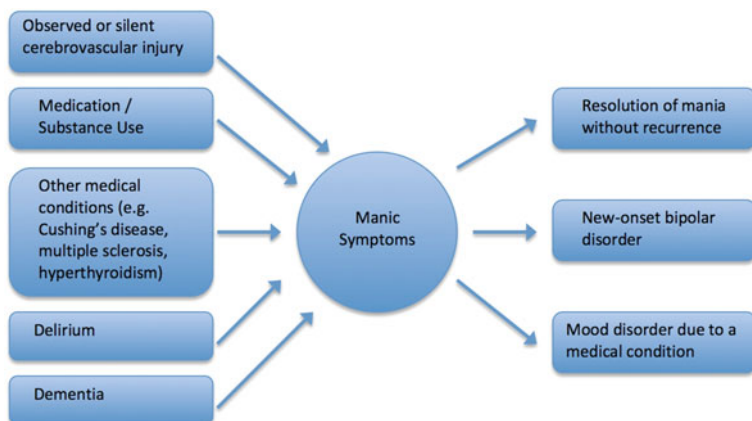 Observed or silent
cerebrovascular injury
Medication /
Substance Use
Other medical
conditions (e.g.
Cushing's disease,
multiple sclerosis,
hyperthyroidism)
Delirium
Dementia
Manic
Symptoms
Resolution of mania
without recurrence
New-onset bipolar
disorder
Mood disorder due to a
medical condition